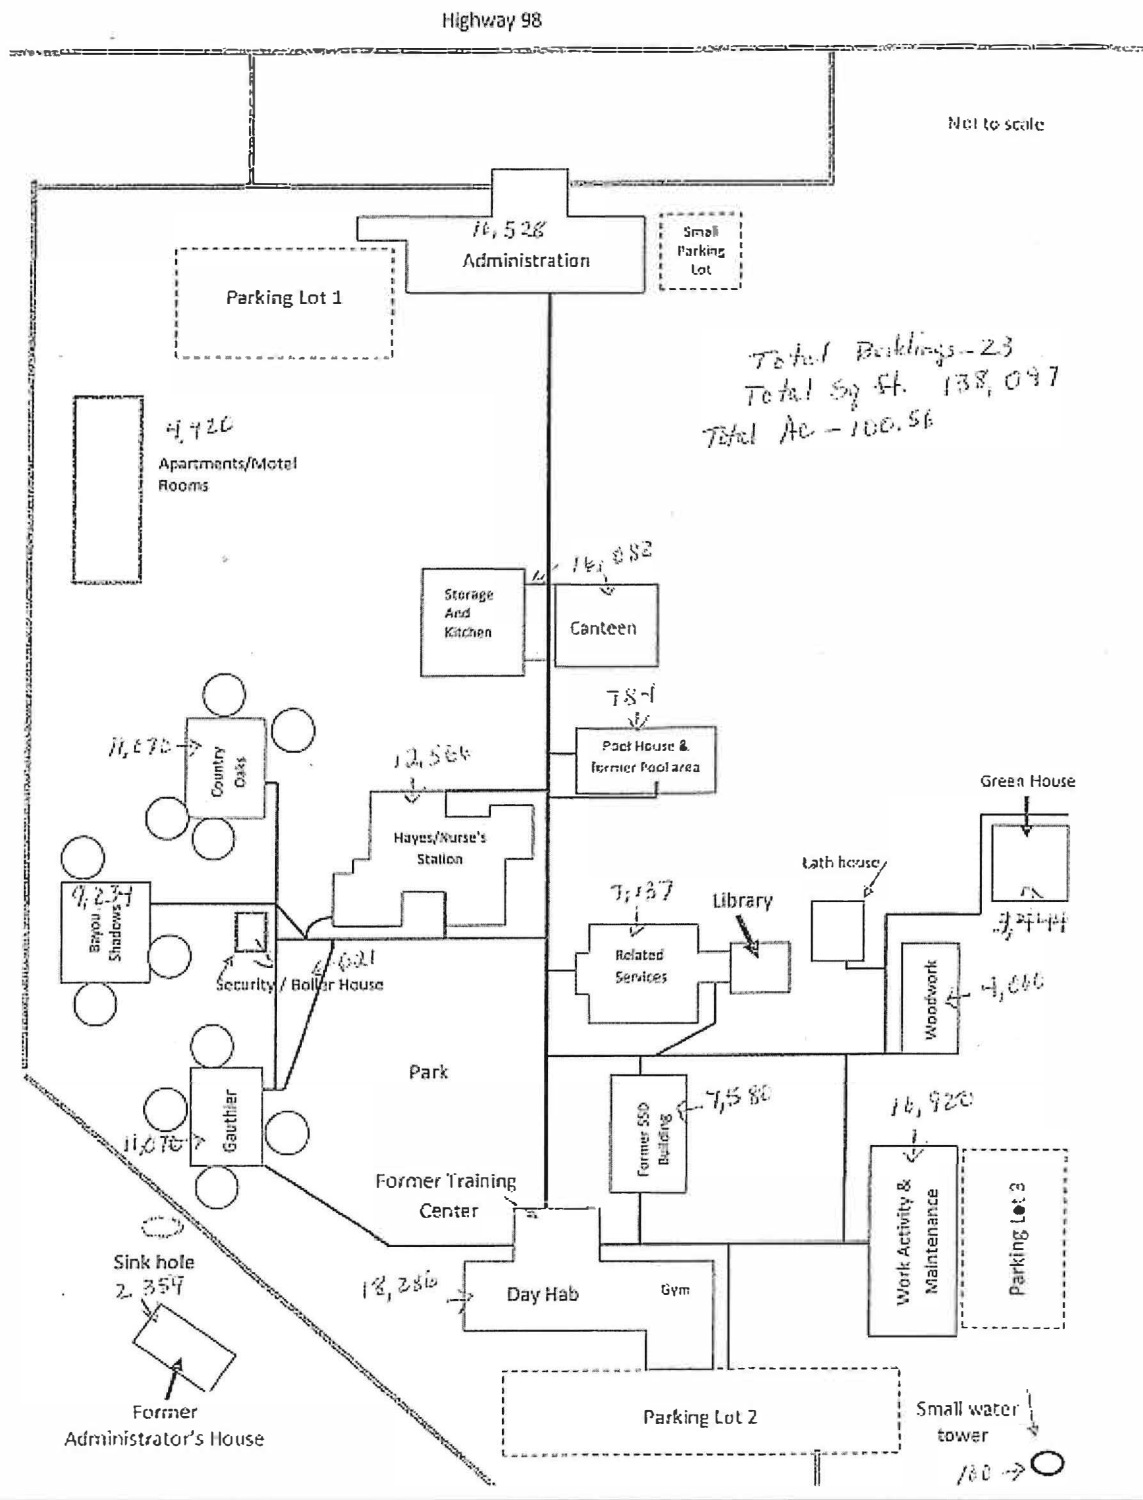 Highway 98
Not to scale
16,528
Administration
Small
Parking
Lot
Parking Lot 1
Total Buildings - 23
Total Sq ft. 138,097
Total Ac - 100.56
4,420
Apartments/Motel
Rooms
16,082
Storage
And
Kitchen
Canteen
784
Pool House &
former Pool area
11,070
Country
Oaks
12,566
Hayes/Nurse's
Station
Green House
Lath house
9,234
Bayou
Shadows
7,137
Library
Related
Services
Security / Boiler House
Woodwork
4,000
Park
Gauthier
Former SSD
Building
7,580
16,920
11,070
Former Training
Center
Work Activity &
Maintenance
Parking Lot 3
Sink hole
2,354
18,286
Day Hab
Gym
Former
Administrator's House
Parking Lot 2
Small water
tower
100